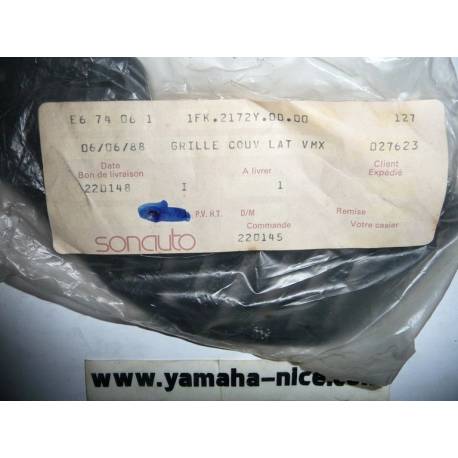 E6 74 06 1 1FK.2172Y.00.00 127
06/06/88 GRILLE COUV LAT VMX 027623
Date A livrer Client
Bon de livraison Expédié
220148 I 1
P.V. H.T. D/M Remise
sonauto Commande Votre casier
220145
www.yamaha-nice.com